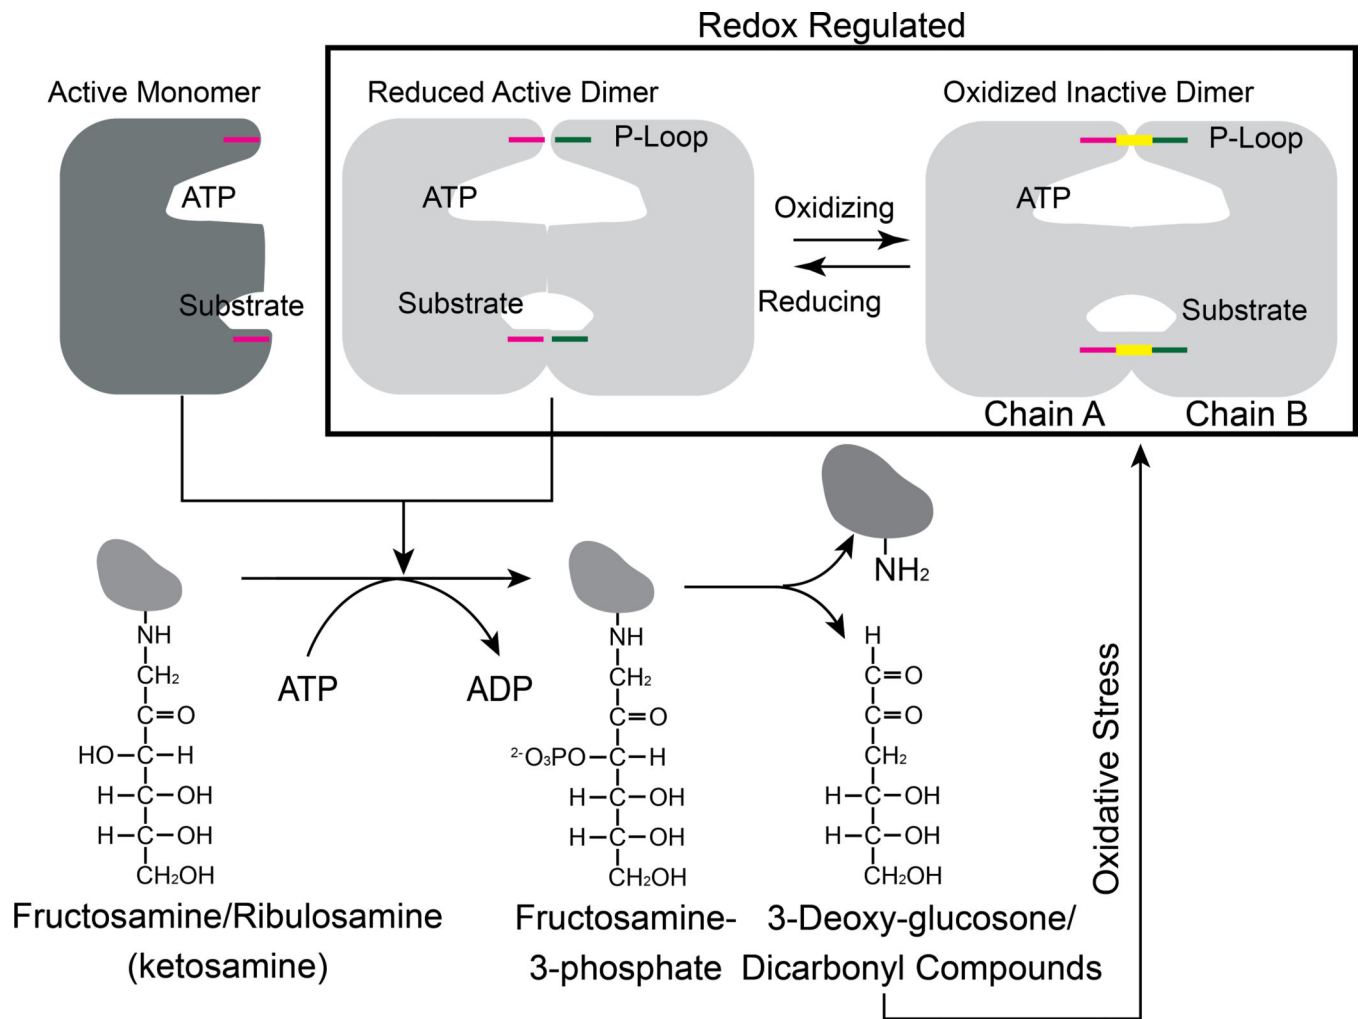 Redox Regulated
Active Monomer
Reduced Active Dimer
Oxidized Inactive Dimer
P-Loop
P-Loop
ATP
ATP
ATP
Oxidizing
Reducing
Substrate
Substrate
Substrate
Chain A
Chain B
NH
CH2
C=O
HO-C-H
H-C-OH
H-C-OH
CH2OH
ATP
ADP
NH
CH2
C=O
2-O3PO-C-H
H-C-OH
H-C-OH
CH2OH
NH2
H
C=O
C=O
CH2
H-C-OH
H-C-OH
CH2OH
Oxidative Stress
Fructosamine/Ribulosamine
(ketosamine)
Fructosamine-
3-phosphate
3-Deoxy-glucosone/
Dicarbonyl Compounds